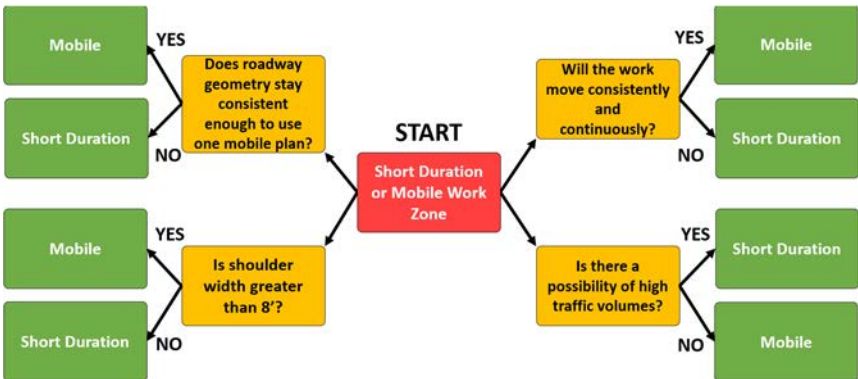 START
Short Duration
or Mobile Work
Zone
Does roadway
geometry stay
consistent
enough to use
one mobile plan?
YES
Mobile
NO
Short Duration
Is shoulder
width greater
than 8'?
YES
Mobile
NO
Short Duration
Will the work
move consistently
and
continuously?
YES
Mobile
NO
Short Duration
Is there a
possibility of high
traffic volumes?
YES
Short Duration
NO
Mobile